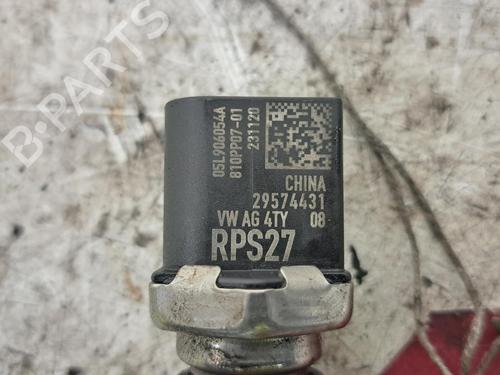 05L906054A
810PP07-01
231120
CHINA
29574431
VW AG 4TY 08
RPS27
B-PARTS